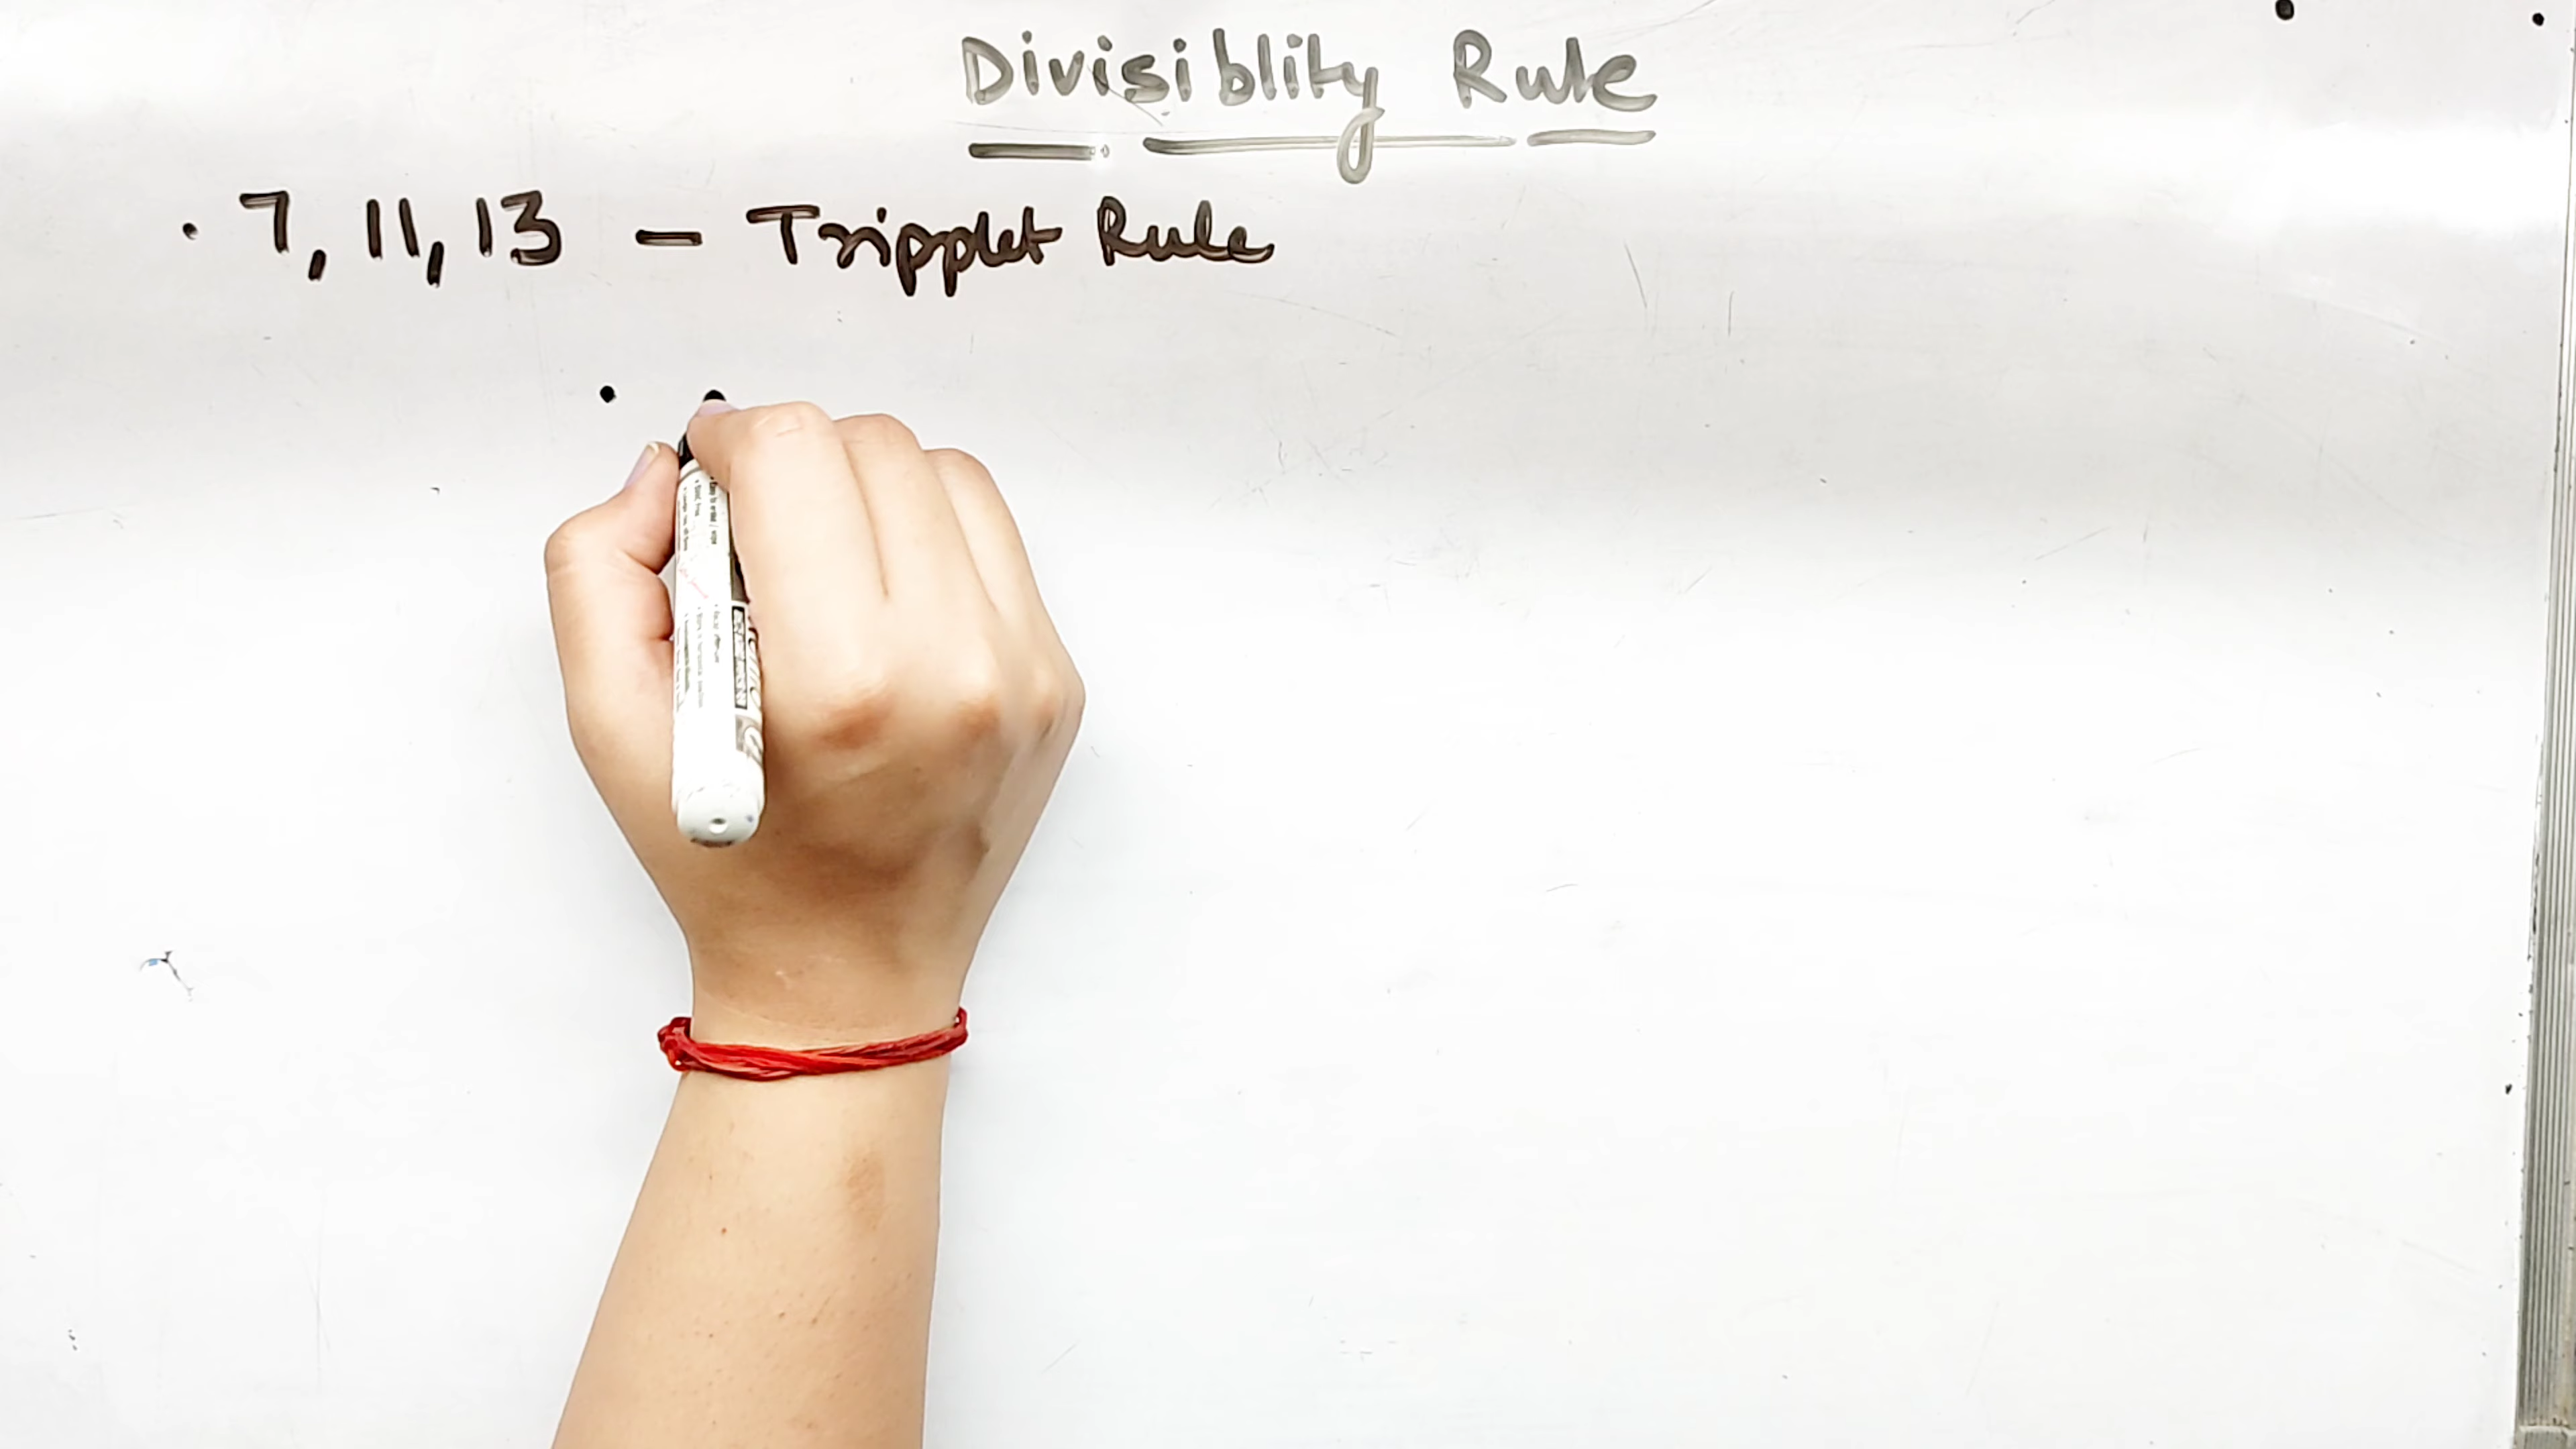 Divisiblity Rule
· 7, 11, 13 - Tripplet Rule